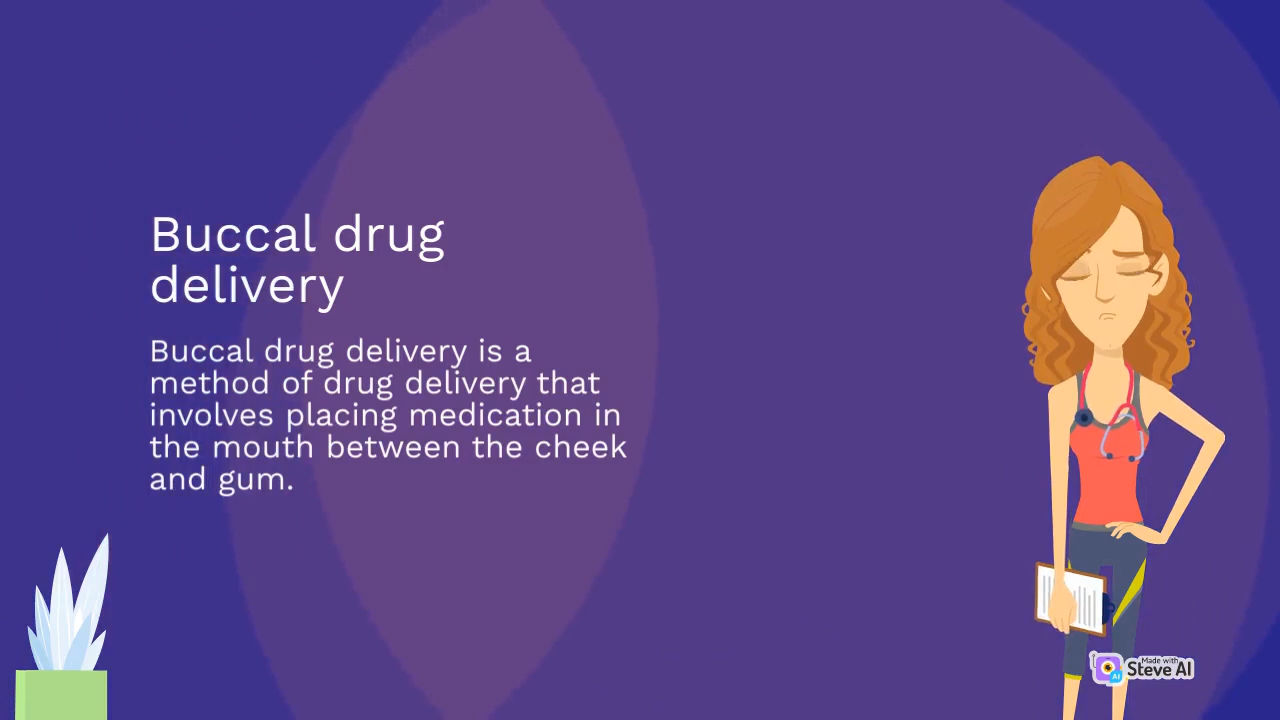 Buccal drug
delivery
Buccal drug delivery is a
method of drug delivery that
involves placing medication in
the mouth between the cheek
and gum.
Made with
Steve AI
AI